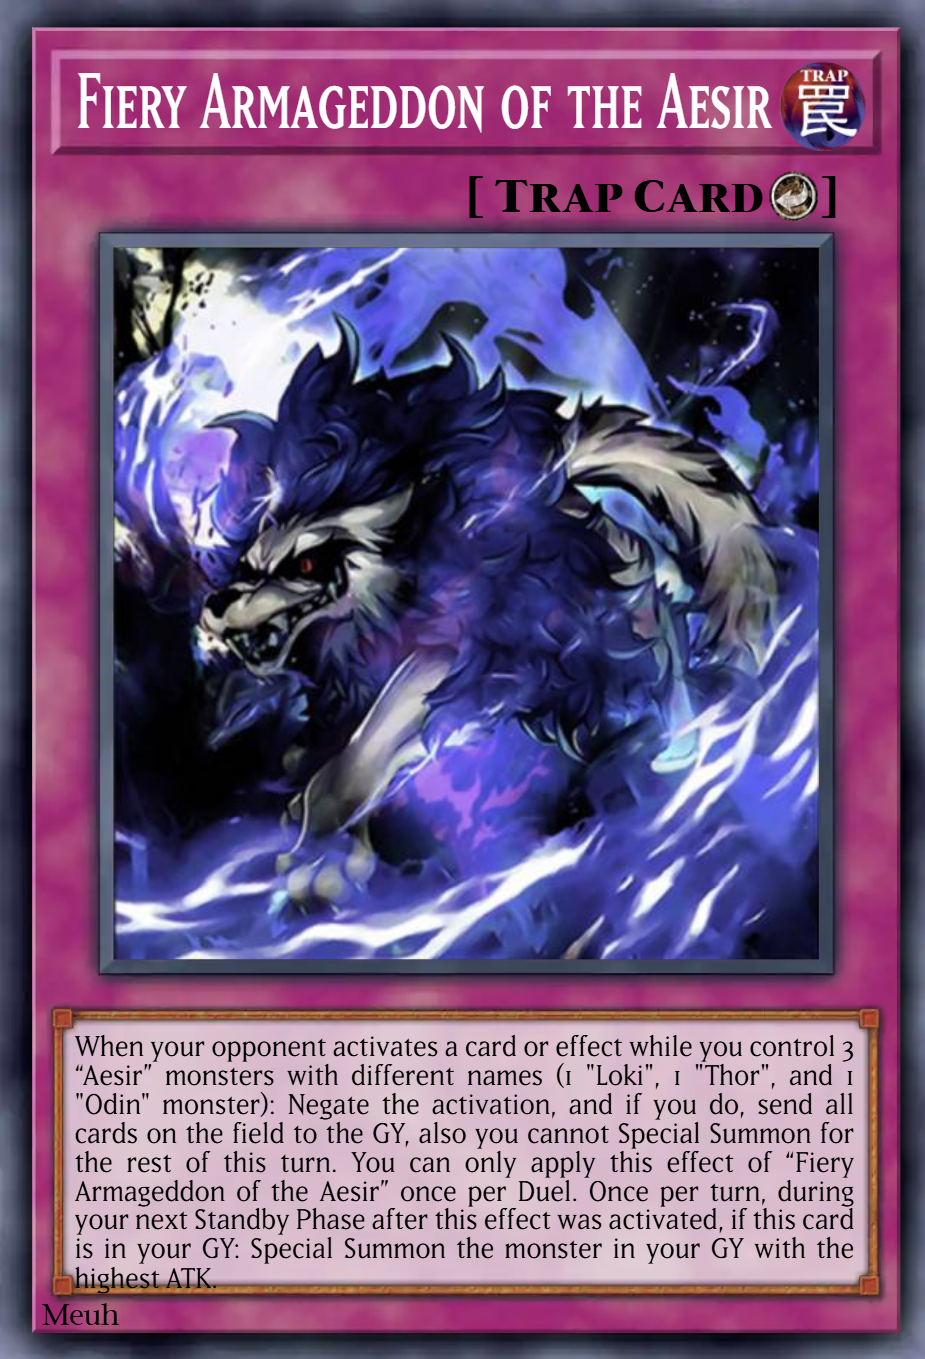 Fiery Armageddon of the Aesir
TRAP
罠
[ Trap Card ]
When your opponent activates a card or effect while you control 3
“Aesir” monsters with different names (1 "Loki", 1 "Thor", and 1
"Odin" monster): Negate the activation, and if you do, send all
cards on the field to the GY, also you cannot Special Summon for
the rest of this turn. You can only apply this effect of “Fiery
Armageddon of the Aesir” once per Duel. Once per turn, during
your next Standby Phase after this effect was activated, if this card
is in your GY: Special Summon the monster in your GY with the
highest ATK.
Meuh